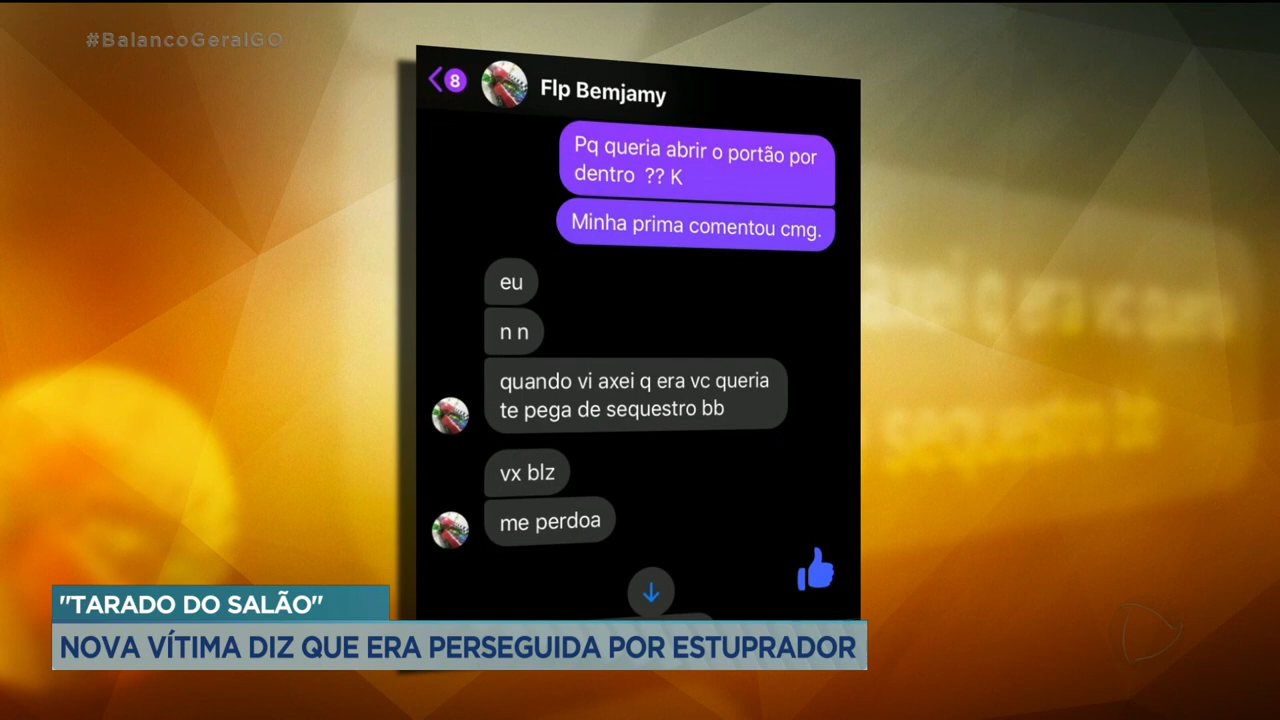 #BalancoGeralGO
8
Flp Bemjamy
Pq queria abrir o portão por
dentro ?? K
Minha prima comentou cmg.
eu
n n
quando vi axei q era vc queria
te pega de sequestro bb
vx blz
me perdoa
"TARADO DO SALÃO"
NOVA VÍTIMA DIZ QUE ERA PERSEGUIDA POR ESTUPRADOR